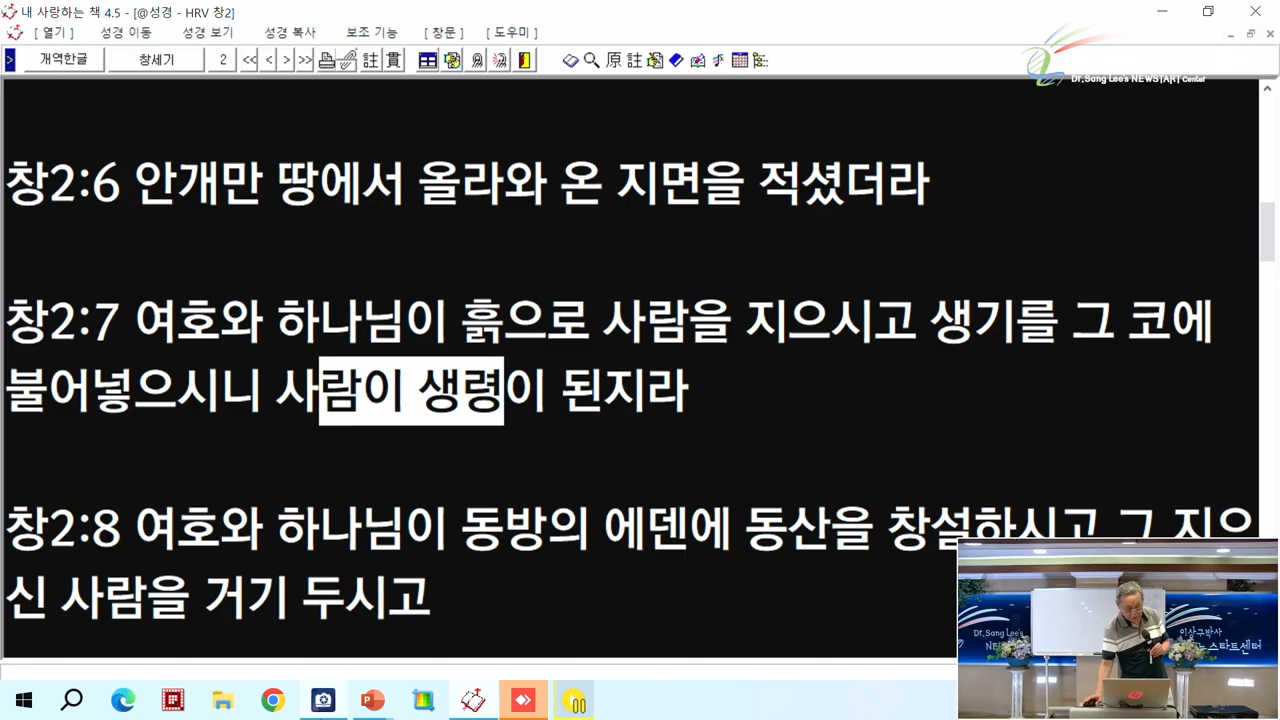 내 사랑하는 책 4.5 - [@성경 - HRV 창2]
[ 열기 ] 성경 이동 성경 보기 성경 복사 보조 기능 [ 창문 ] [ 도우미 ]
> 개역한글 창세기 2 << < > >> 註 貫 原 註
Dr.Sang Lee's NEWSTART Center
창2:6 안개만 땅에서 올라와 온 지면을 적셨더라
창2:7 여호와 하나님이 흙으로 사람을 지으시고 생기를 그 코에
불어넣으시니 사람이 생령이 된지라
창2:8 여호와 하나님이 동방의 에덴에 동산을 창설하시고 그 지으
신 사람을 거기 두시고
Dr.Sang Lee's
이상구박사
스타트센터